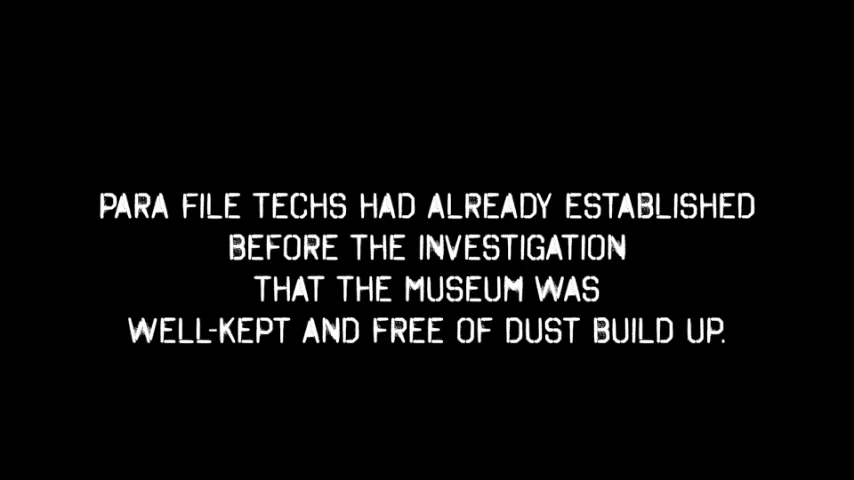 PARA FILE TECHS HAD ALREADY ESTABLISHED
BEFORE THE INVESTIGATION
THAT THE MUSEUM WAS
WELL-KEPT AND FREE OF DUST BUILD UP.